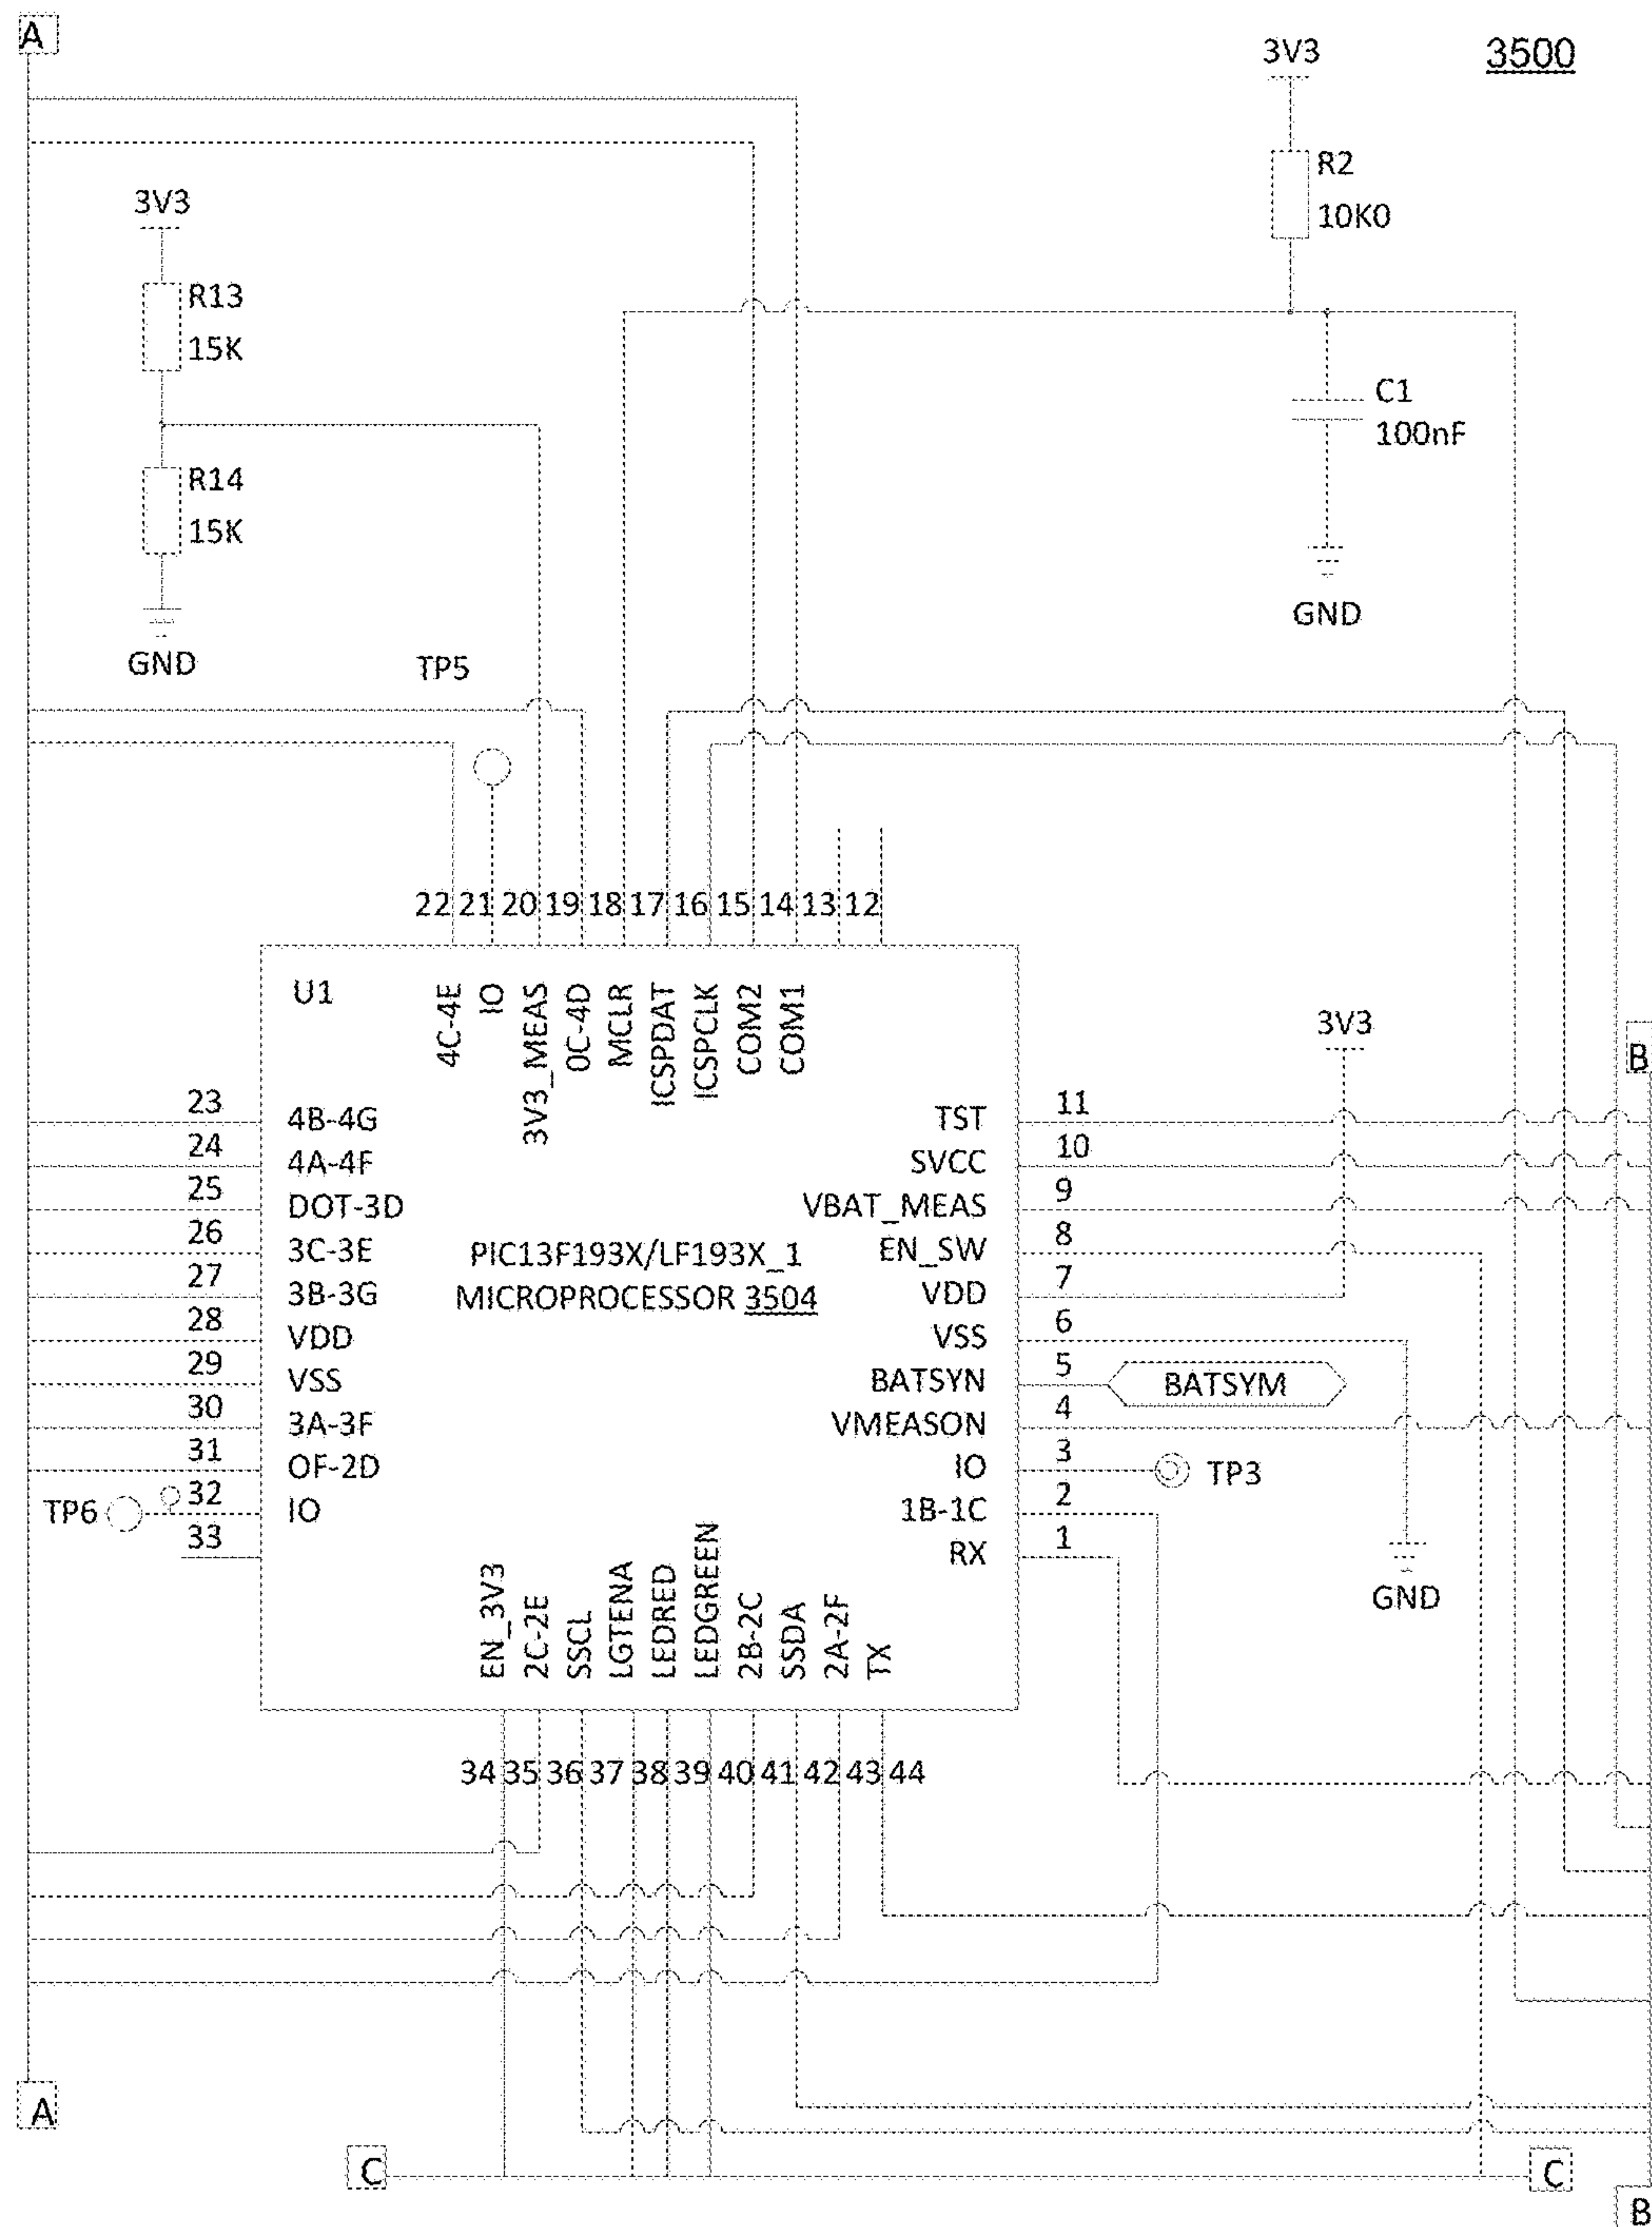 A
3V3
3500
R2
10K0
3V3
R13
15K
C1
100nF
R14
15K
GND
GND
TP5
22 21 20 19 18 17 16 15 14 13 12
U1
4C-4E
IO
3V3_MEAS
0C-4D
MCLR
ICSPDAT
ICSPCLK
COM2
COM1
3V3
B
23
4B-4G
TST
11
24
4A-4F
SVCC
10
25
DOT-3D
VBAT_MEAS
9
26
3C-3E
PIC13F193X/LF193X_1
EN_SW
8
27
3B-3G
MICROPROCESSOR 3504
VDD
7
28
VDD
VSS
6
29
VSS
BATSYN
5
BATSYM
30
3A-3F
VMEASON
4
31
OF-2D
IO
3
TP3
TP6
32
IO
1B-1C
2
33
RX
1
GND
EN_3V3
2C-2E
SSCL
LGTENA
LEDRED
LEDGREEN
2B-2C
SSDA
2A-2F
TX
34 35 36 37 38 39 40 41 42 43 44
A
C
C
B